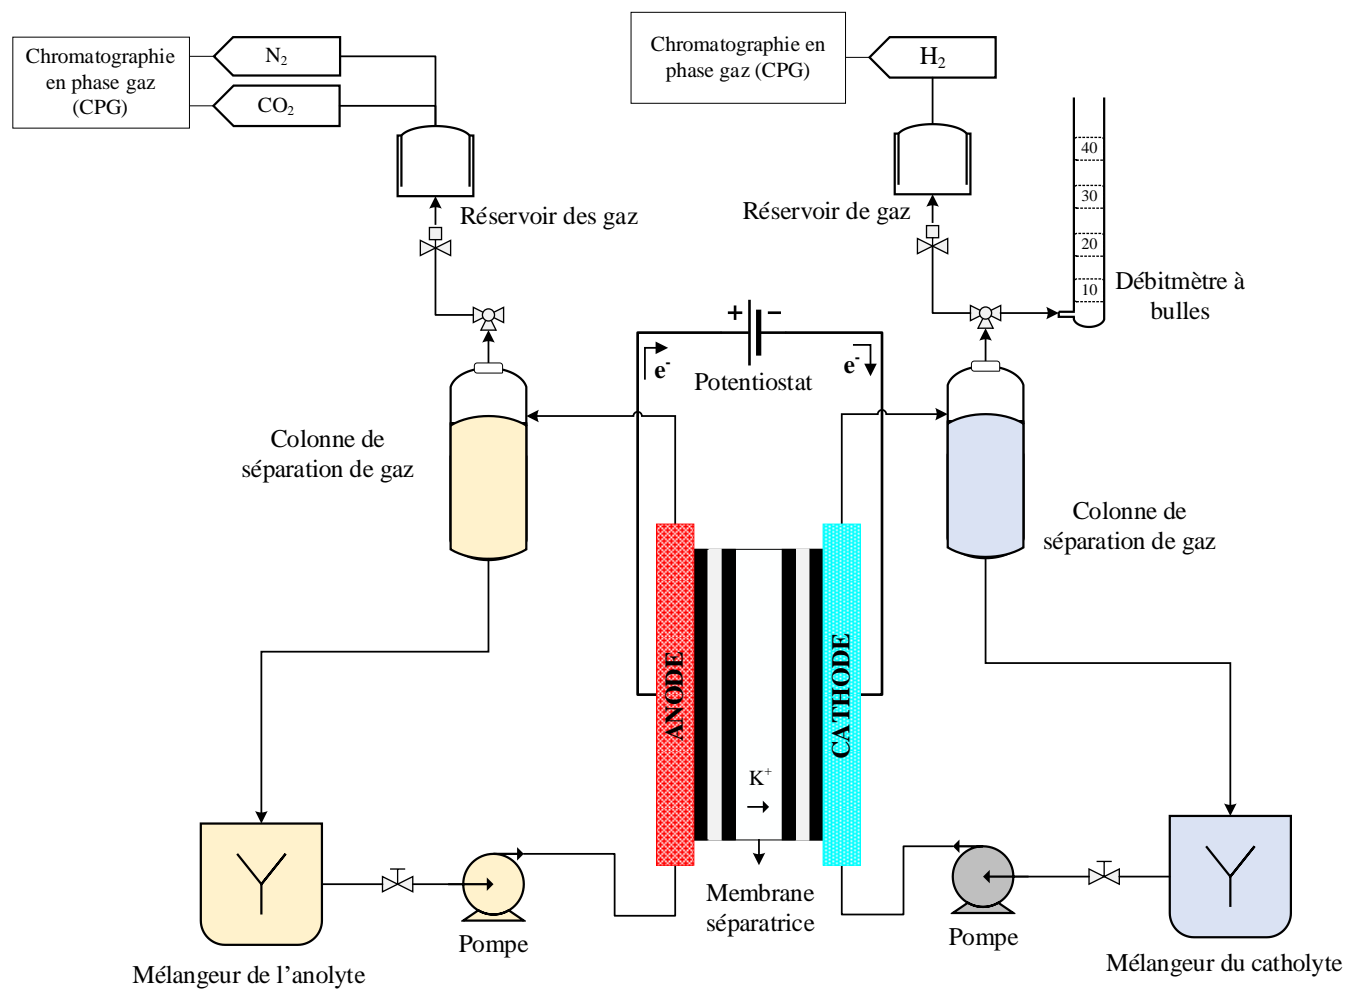 Chromatographie
en phase gaz
(CPG)
N₂
CO₂
Réservoir des gaz
Chromatographie en
phase gaz (CPG)
H₂
Réservoir de gaz
40
30
20
10
Débitmètre à
bulles
+ −
e⁻
e⁻
Potentiostat
Colonne de
séparation de gaz
Colonne de
séparation de gaz
ANODE
CATHODE
K⁺
Membrane
séparatrice
Pompe
Pompe
Mélangeur de l’anolyte
Mélangeur du catholyte